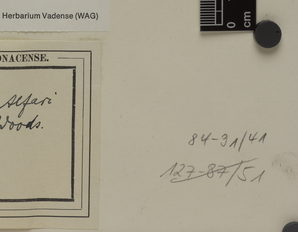 Herbarium Vadense (WAG)
0
cm
ONACENSE.
Alfari
Woods.
84-31/41
127-87/51